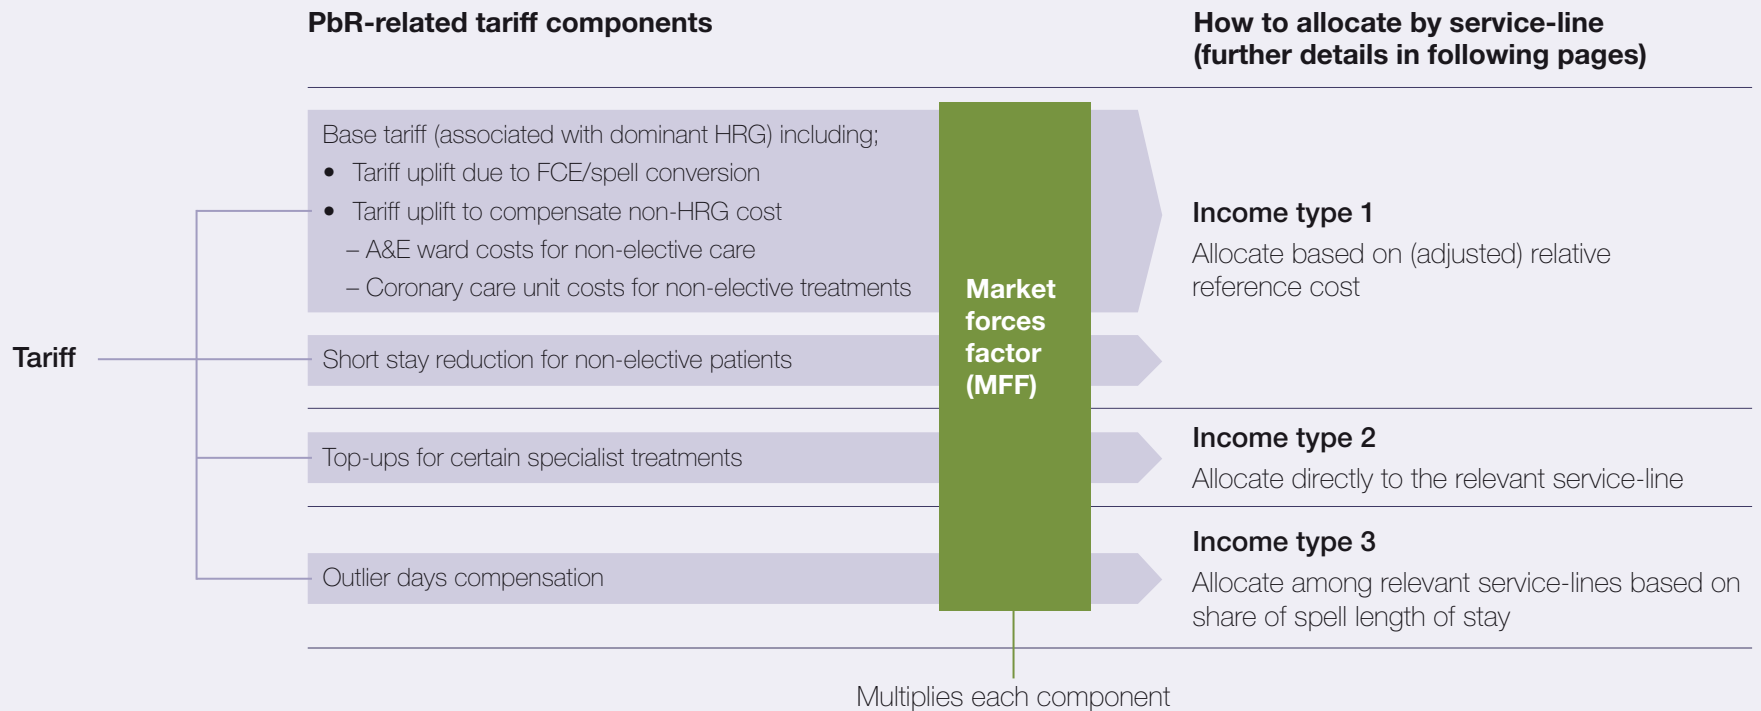 PbR-related tariff components
How to allocate by service-line
(further details in following pages)
Tariff
Base tariff (associated with dominant HRG) including;
• Tariff uplift due to FCE/spell conversion
• Tariff uplift to compensate non-HRG cost
– A&E ward costs for non-elective care
– Coronary care unit costs for non-elective treatments
Short stay reduction for non-elective patients
Market
forces
factor
(MFF)
Income type 1
Allocate based on (adjusted) relative
reference cost
Top-ups for certain specialist treatments
Income type 2
Allocate directly to the relevant service-line
Outlier days compensation
Income type 3
Allocate among relevant service-lines based on
share of spell length of stay
Multiplies each component